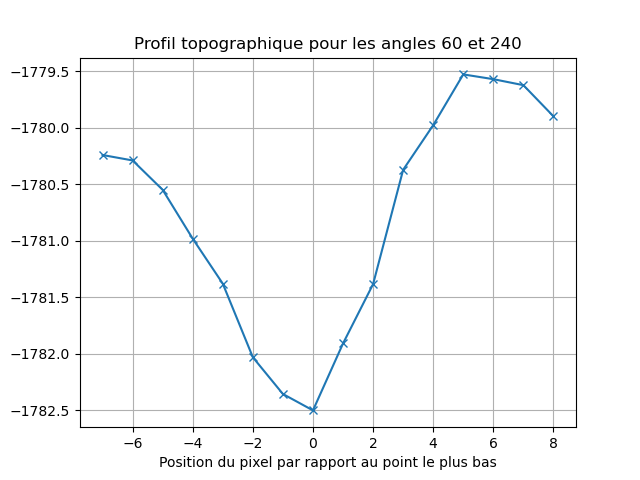 Profil topographique pour les angles 60 et 240
−1779.5
−1780.0
−1780.5
−1781.0
−1781.5
−1782.0
−1782.5
−6 −4 −2 0 2 4 6 8
Position du pixel par rapport au point le plus bas